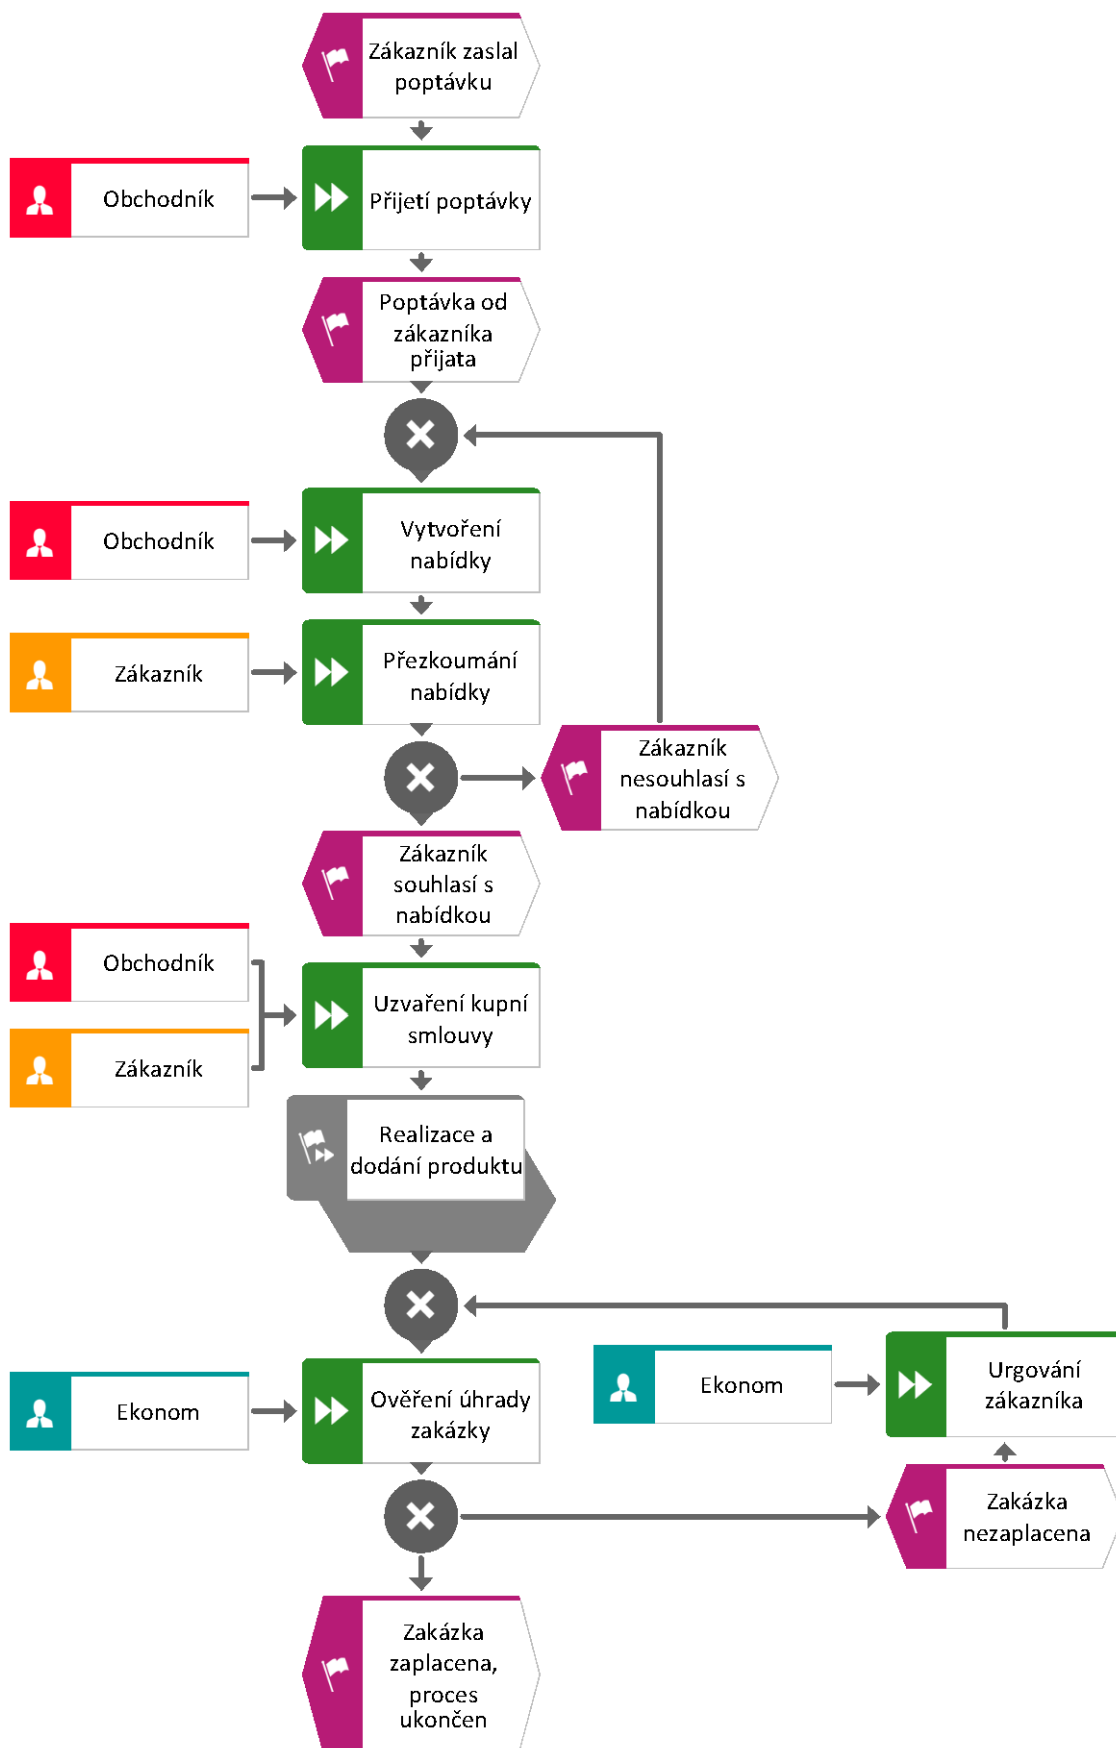 Zákazník zaslal
poptávku
Obchodník
Přijetí poptávky
Poptávka od
zákazníka
přijata
Obchodník
Vytvoření
nabídky
Zákazník
Přezkoumání
nabídky
Zákazník
nesouhlasí s
nabídkou
Zákazník
souhlasí s
nabídkou
Obchodník
Zákazník
Uzvaření kupní
smlouvy
Realizace a
dodání produktu
Ekonom
Ověření úhrady
zakázky
Ekonom
Urgování
zákazníka
Zakázka
nezaplacena
Zakázka
zaplacena,
proces
ukončen